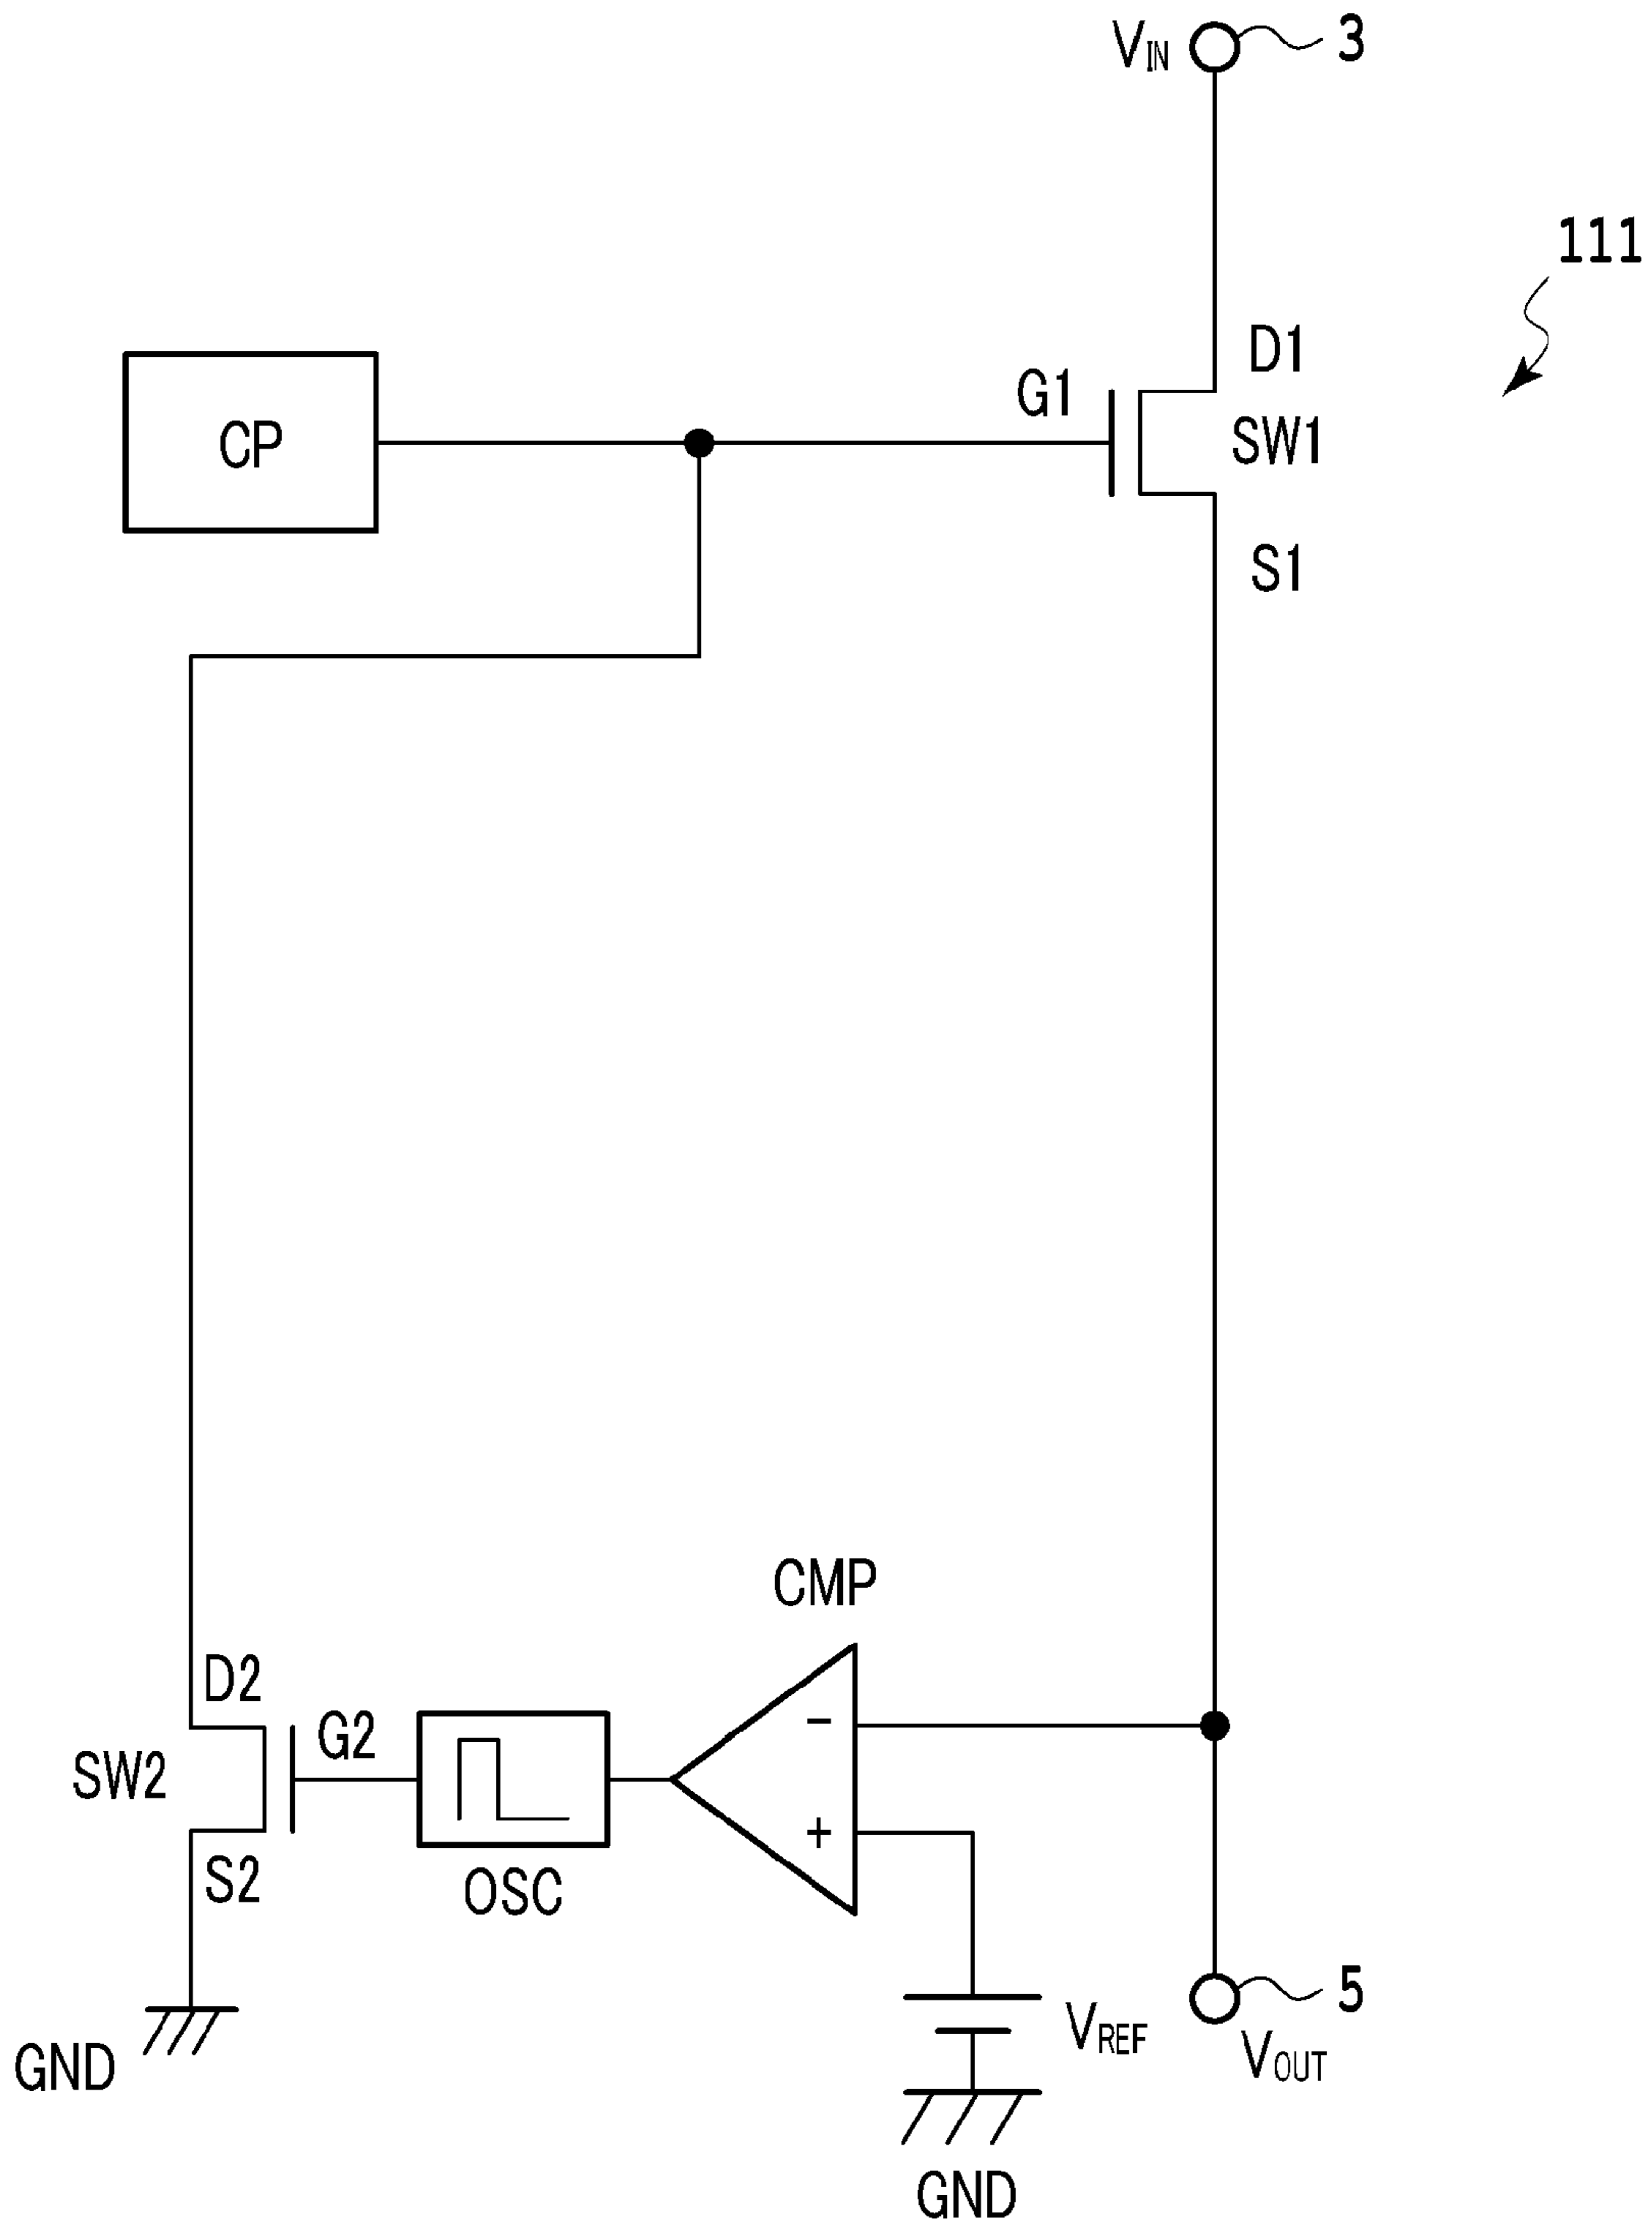 VIN
3
111
D1
G1
SW1
CP
S1
CMP
D2
G2
−
SW2
+
S2
OSC
5
VREF
VOUT
GND
GND